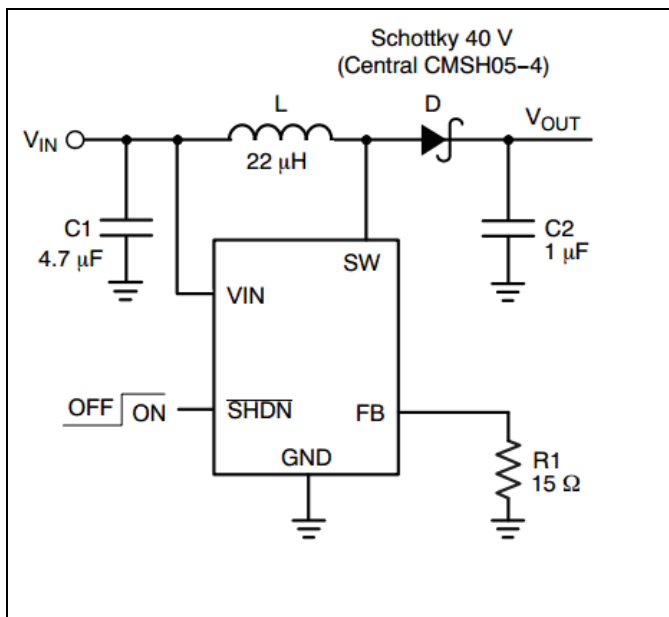 Schottky 40 V
(Central CMSH05-4)
L
D
VIN
VOUT
22 μH
C1
4.7 μF
C2
1 μF
SW
VIN
OFF ON
SHDN
FB
GND
R1
15 Ω